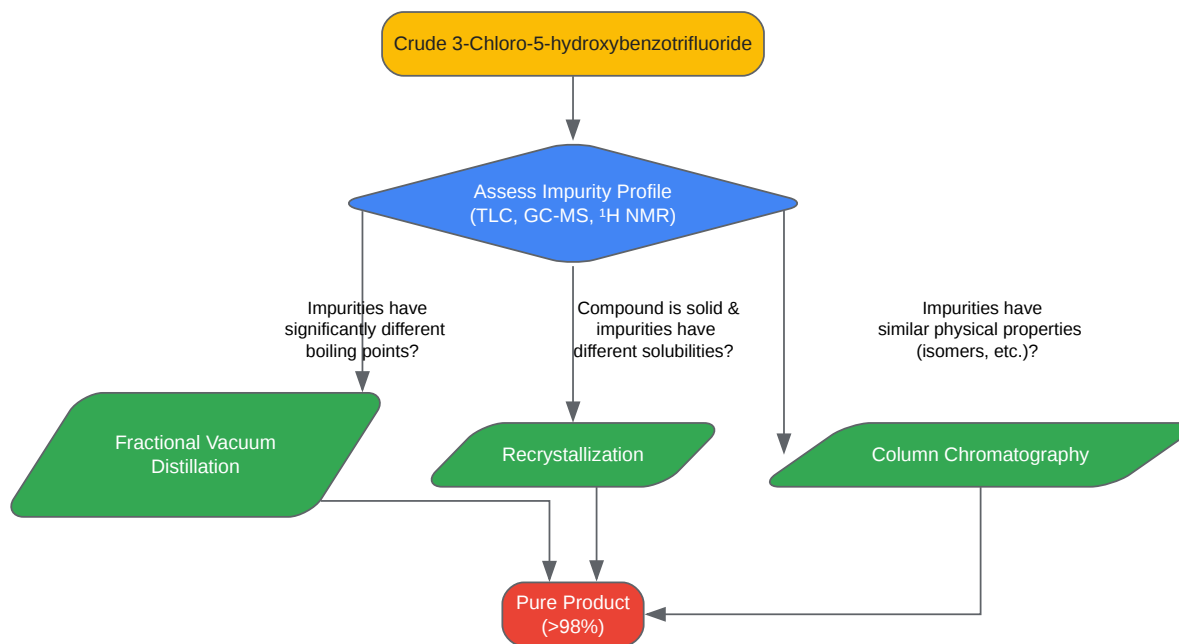 Crude 3-Chloro-5-hydroxybenzotrifluoride
Assess Impurity Profile
(TLC, GC-MS, ¹H NMR)
Impurities have
significantly different
boiling points?
Compound is solid &
impurities have
different solubilities?
Impurities have
similar physical properties
(isomers, etc.)?
Fractional Vacuum
Distillation
Recrystallization
Column Chromatography
Pure Product
(>98%)